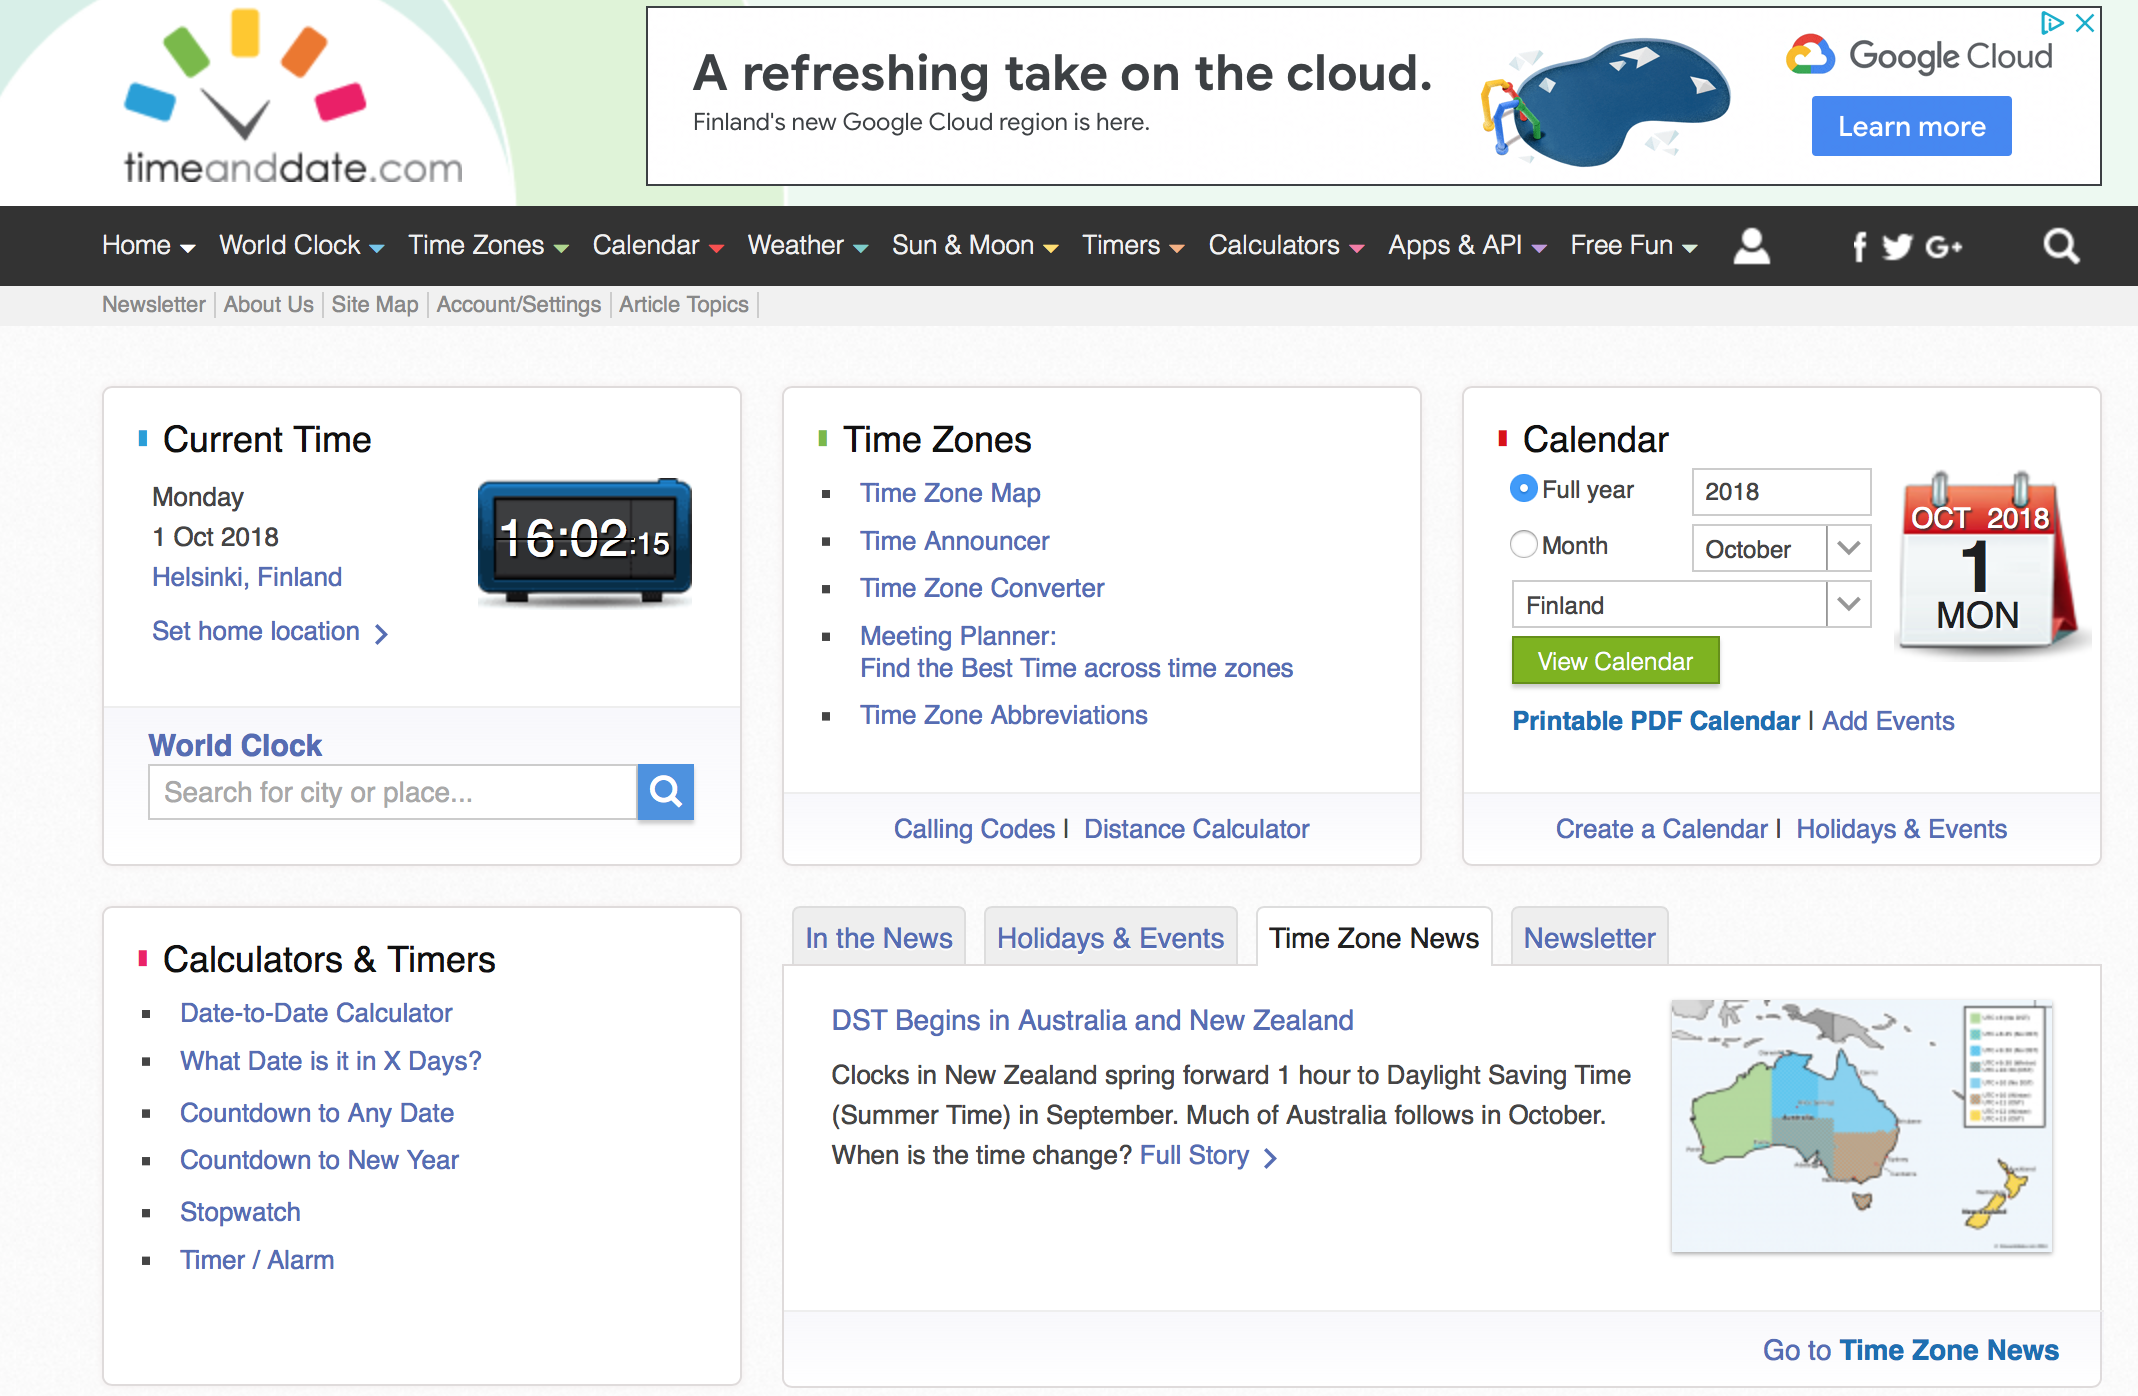 A refreshing take on the cloud.
Finland's new Google Cloud region is here.
Google Cloud
Learn more
timeanddate.com
Home World Clock Time Zones Calendar Weather Sun & Moon Timers Calculators Apps & API Free Fun
Newsletter About Us Site Map Account/Settings Article Topics
Current Time
Monday
1 Oct 2018
Helsinki, Finland
Set home location
16:02:15
World Clock
Search for city or place...
Time Zones
Time Zone Map
Time Announcer
Time Zone Converter
Meeting Planner:
Find the Best Time across time zones
Time Zone Abbreviations
Calling Codes | Distance Calculator
Calendar
Full year 2018
Month October
Finland
View Calendar
OCT 2018
1
MON
Printable PDF Calendar | Add Events
Create a Calendar | Holidays & Events
Calculators & Timers
Date-to-Date Calculator
What Date is it in X Days?
Countdown to Any Date
Countdown to New Year
Stopwatch
Timer / Alarm
In the News Holidays & Events Time Zone News Newsletter
DST Begins in Australia and New Zealand
Clocks in New Zealand spring forward 1 hour to Daylight Saving Time
(Summer Time) in September. Much of Australia follows in October.
When is the time change? Full Story
Go to Time Zone News